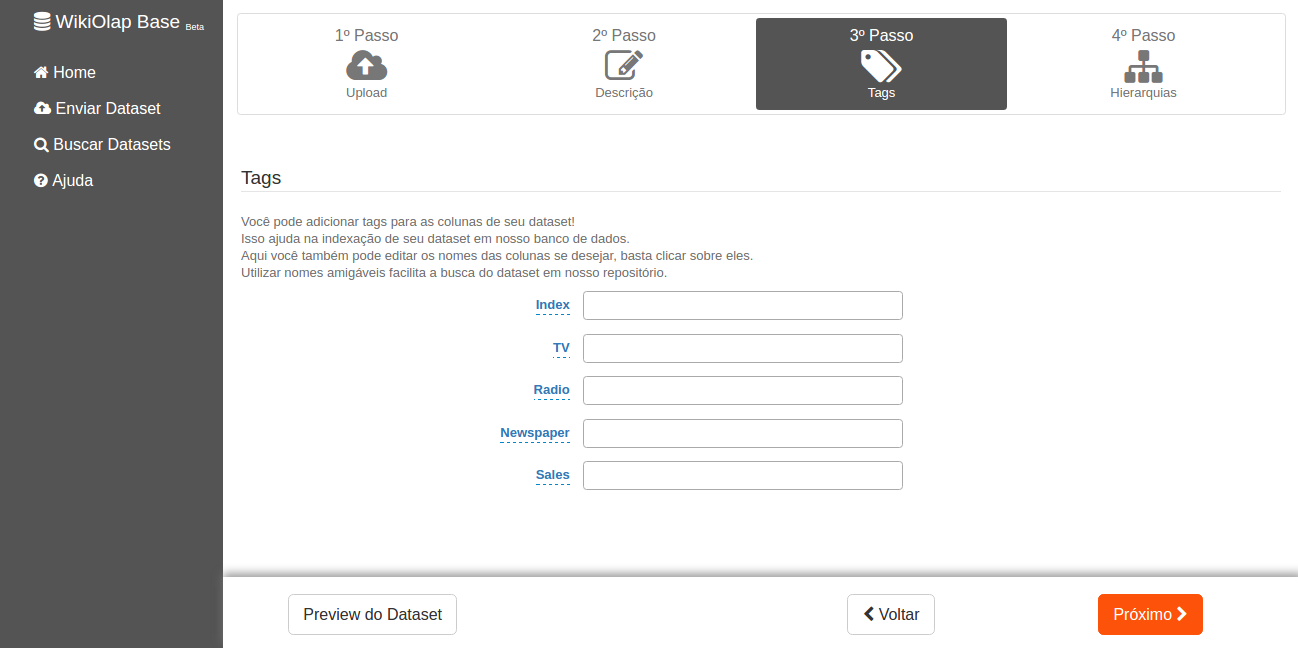 WikiOlap Base Beta
Home
Enviar Dataset
Buscar Datasets
Ajuda
1º Passo
Upload
2º Passo
Descrição
3º Passo
Tags
4º Passo
Hierarquias
Tags
Você pode adicionar tags para as colunas de seu dataset!
Isso ajuda na indexação de seu dataset em nosso banco de dados.
Aqui você também pode editar os nomes das colunas se desejar, basta clicar sobre eles.
Utilizar nomes amigáveis facilita a busca do dataset em nosso repositório.
Index
TV
Radio
Newspaper
Sales
Preview do Dataset
Voltar
Próximo